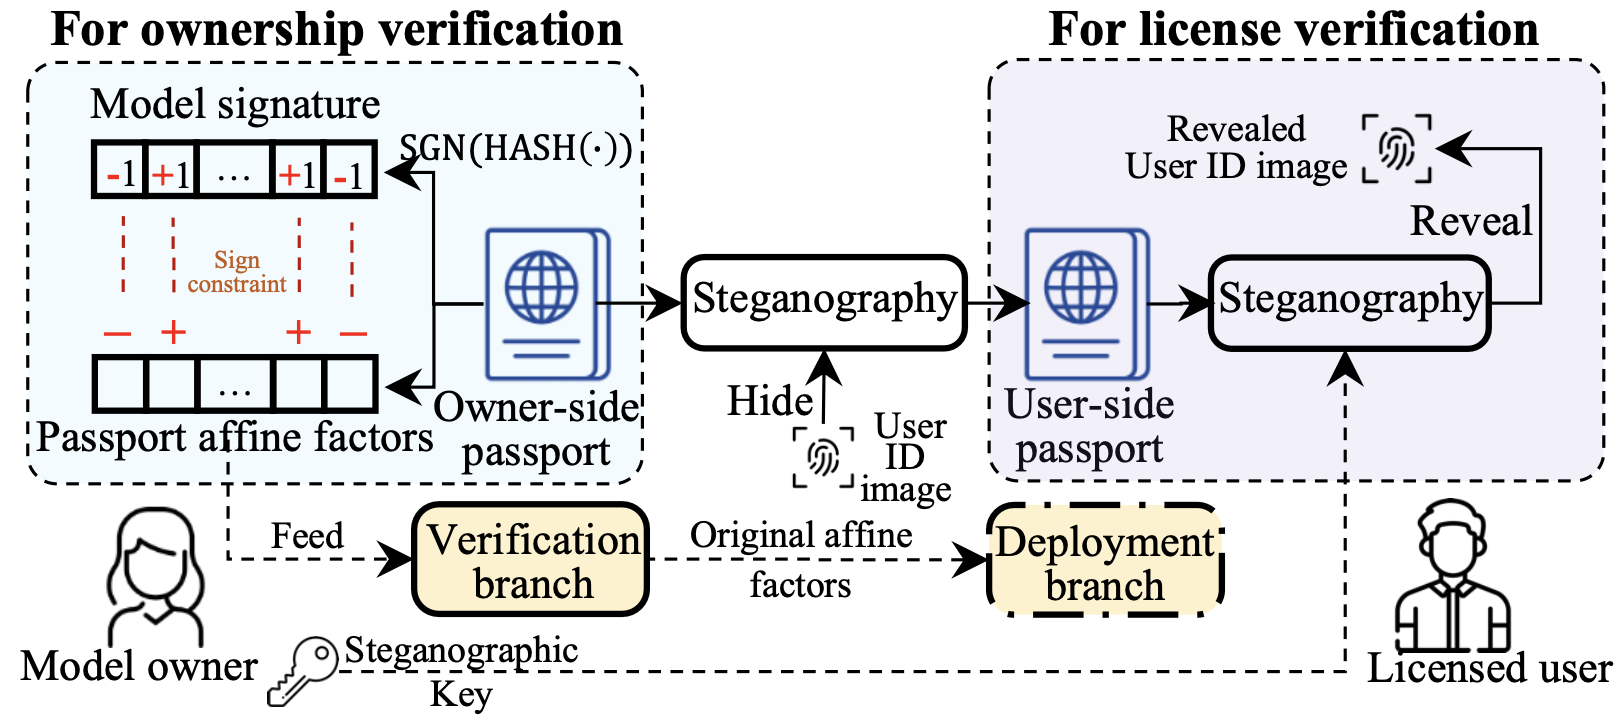 For ownership verification
For license verification
Model signature
SGN(HASH(·))
-1 +1 ... +1 -1
Sign
constraint
− + + −
...
Passport affine factors
Owner-side
passport
Steganography
Hide
User
ID
image
Revealed
User ID image
Reveal
Steganography
User-side
passport
Feed
Verification
branch
Original affine
factors
Deployment
branch
Model owner
Steganographic
Key
Licensed user